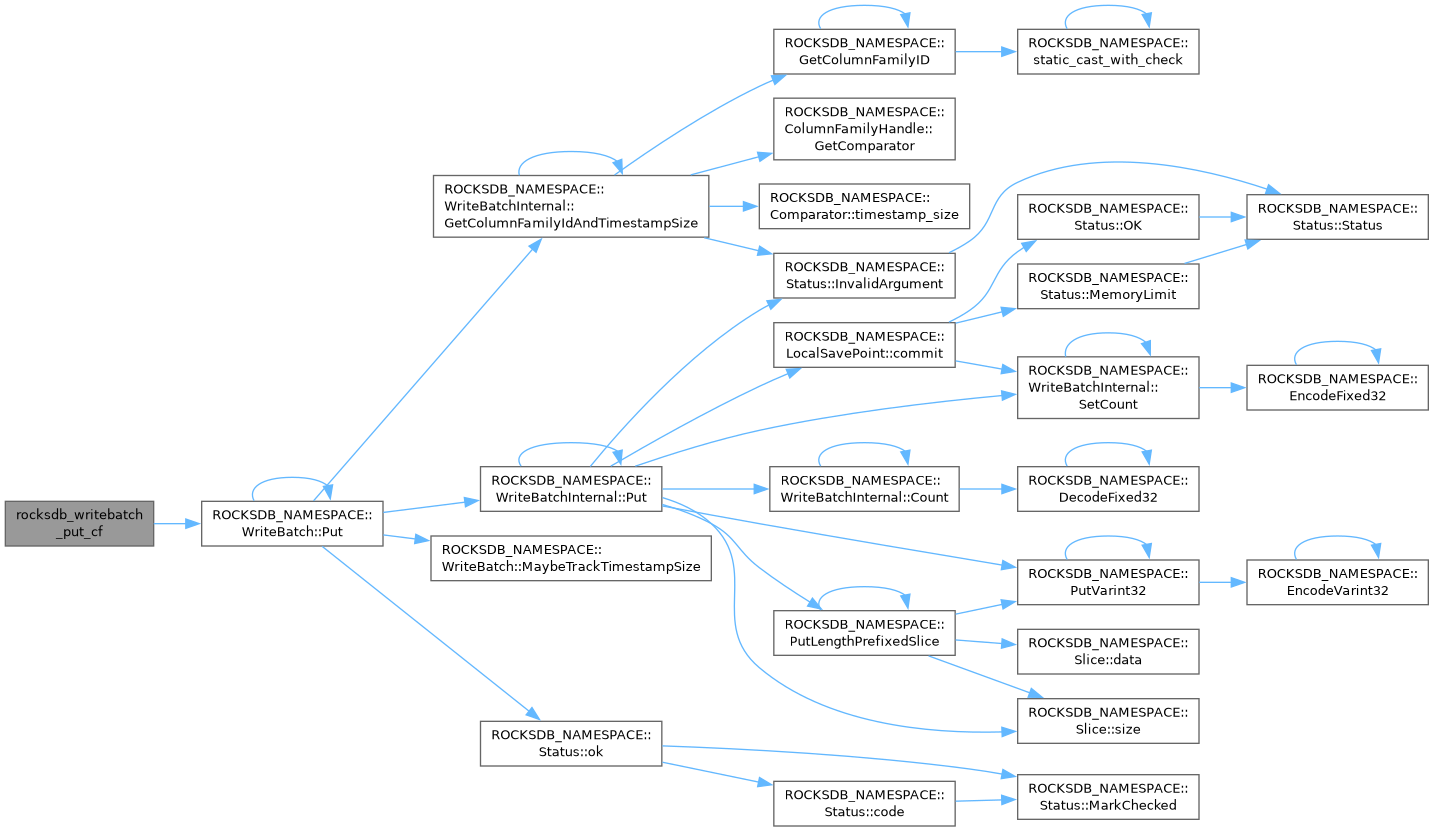 ROCKSDB_NAMESPACE::
GetColumnFamilyID
ROCKSDB_NAMESPACE::
static_cast_with_check
ROCKSDB_NAMESPACE::
ColumnFamilyHandle::
GetComparator
ROCKSDB_NAMESPACE::
WriteBatchInternal::
GetColumnFamilyIdAndTimestampSize
ROCKSDB_NAMESPACE::
Comparator::timestamp_size
ROCKSDB_NAMESPACE::
Status::OK
ROCKSDB_NAMESPACE::
Status::Status
ROCKSDB_NAMESPACE::
Status::InvalidArgument
ROCKSDB_NAMESPACE::
Status::MemoryLimit
ROCKSDB_NAMESPACE::
LocalSavePoint::commit
ROCKSDB_NAMESPACE::
WriteBatchInternal::
SetCount
ROCKSDB_NAMESPACE::
EncodeFixed32
ROCKSDB_NAMESPACE::
WriteBatchInternal::Put
ROCKSDB_NAMESPACE::
WriteBatchInternal::Count
ROCKSDB_NAMESPACE::
DecodeFixed32
rocksdb_writebatch
_put_cf
ROCKSDB_NAMESPACE::
WriteBatch::Put
ROCKSDB_NAMESPACE::
WriteBatch::MaybeTrackTimestampSize
ROCKSDB_NAMESPACE::
PutVarint32
ROCKSDB_NAMESPACE::
EncodeVarint32
ROCKSDB_NAMESPACE::
PutLengthPrefixedSlice
ROCKSDB_NAMESPACE::
Slice::data
ROCKSDB_NAMESPACE::
Slice::size
ROCKSDB_NAMESPACE::
Status::ok
ROCKSDB_NAMESPACE::
Status::code
ROCKSDB_NAMESPACE::
Status::MarkChecked